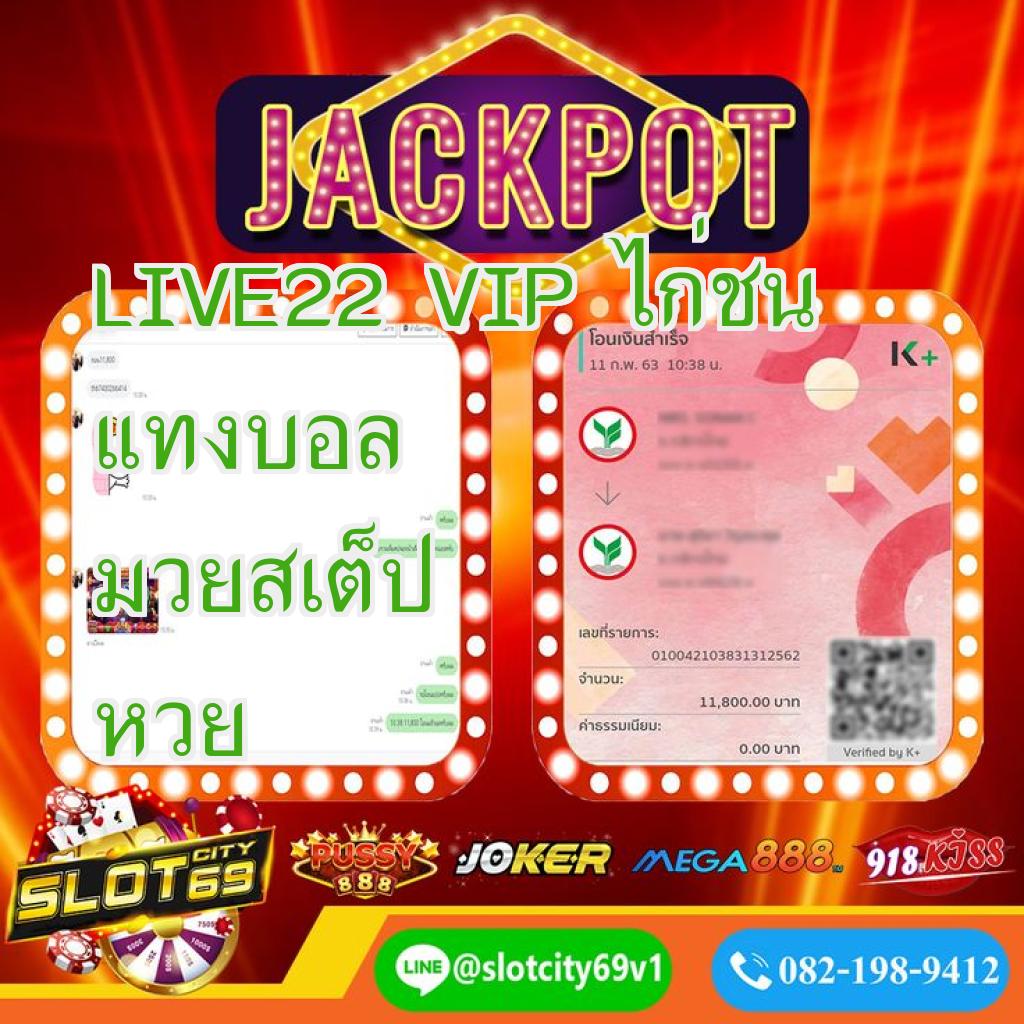 JACKPOT
LIVE22 VIP ไก่ชน
แทงบอล
มวยสเต็ป
หวย
โอนเงินสำเร็จ
11 ก.พ. 63 10:38 น.
K+
เลขที่รายการ:
010042103831312562
จำนวน:
11,800.00 บาท
ค่าธรรมเนียม:
0.00 บาท
Verified by K+
SLOT CITY 69
PUSSY 888
JOKER
MEGA888
918KISS
LINE @slotcity69v1
082-198-9412